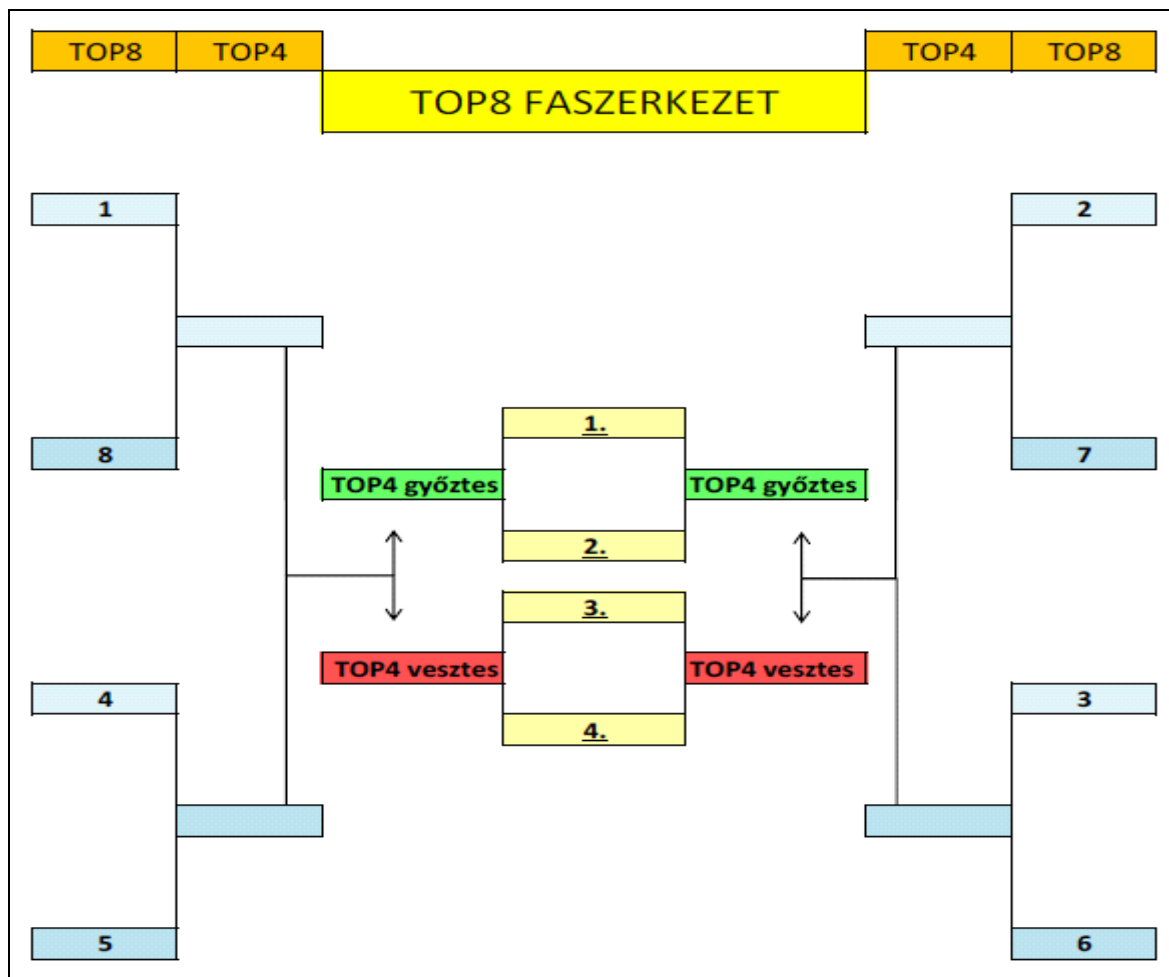 TOP8 TOP4 TOP4 TOP8
TOP8 FASZERKEZET
1 2
1.
8 7
TOP4 győztes TOP4 győztes
2.
3.
TOP4 vesztes TOP4 vesztes
4 3
4.
5 6